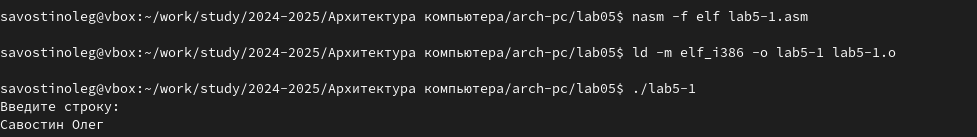 savostinoleg@vbox:~/work/study/2024-2025/Архитектура компьютера/arch-pc/lab05$ nasm -f elf lab5-1.asm
savostinoleg@vbox:~/work/study/2024-2025/Архитектура компьютера/arch-pc/lab05$ ld -m elf_i386 -o lab5-1 lab5-1.o
savostinoleg@vbox:~/work/study/2024-2025/Архитектура компьютера/arch-pc/lab05$ ./lab5-1
Введите строку:
Савостин Олег